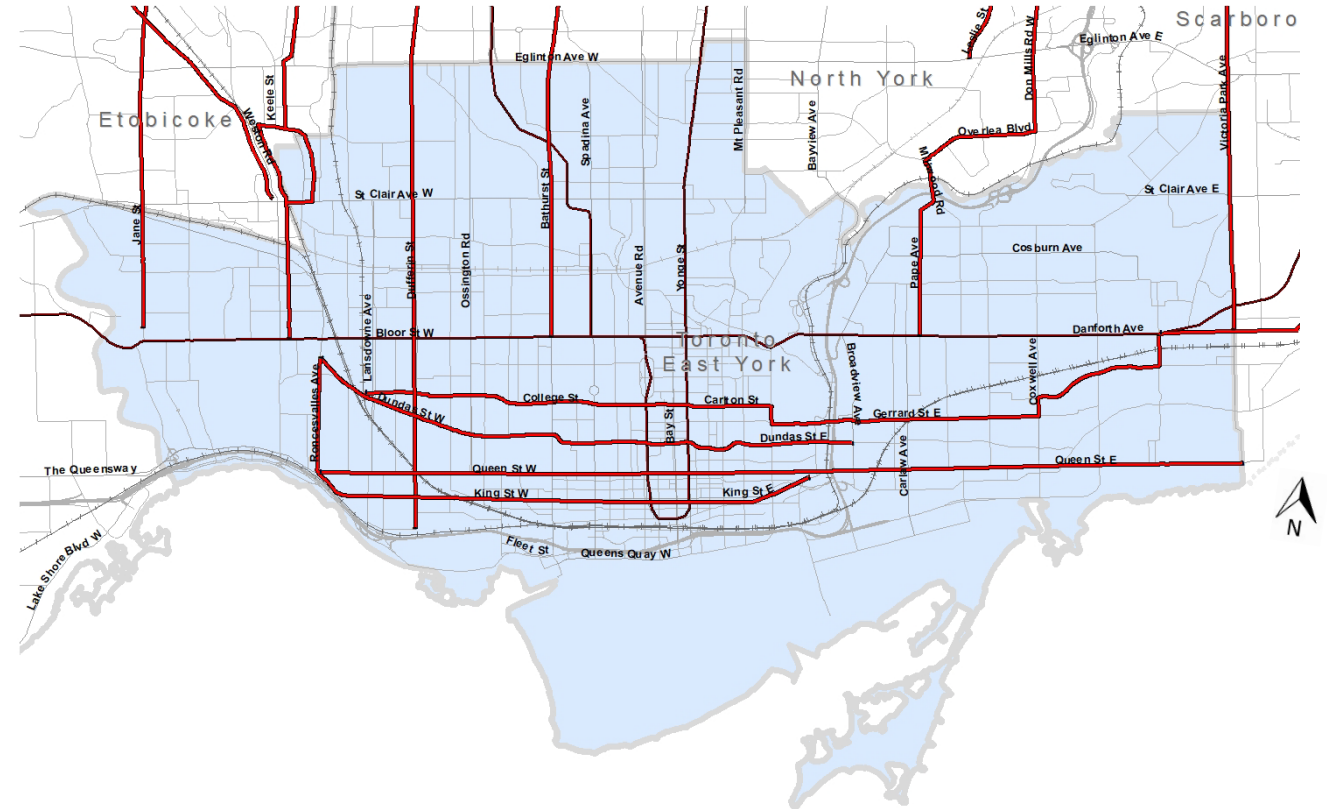 Scarboro
Leslie St
Don Mills Rd W
Eglinton Ave E
Eglinton Ave W
North York
Keele St
Etobicoke
Weston Rd
Spadina Ave
Mt Pleasant Rd
Bayview Ave
Overlea Blvd
Victoria Park Ave
Millwood Rd
St Clair Ave W
St Clair Ave E
Jane St
Bathurst St
Dufferin St
Ossington Rd
Avenue Rd
Yonge St
Pape Ave
Cosburn Ave
Lansdowne Ave
Bloor St W
Danforth Ave
Toronto
East York
Broadview Ave
Coxwell Ave
Roncesvalles Ave
Dundas St W
College St
Carlton St
Bay St
Gerrard St E
Dundas St E
Carlaw Ave
The Queensway
Queen St W
Queen St E
King St W
King St E
N
Lake Shore Blvd W
Fleet St
Queens Quay W